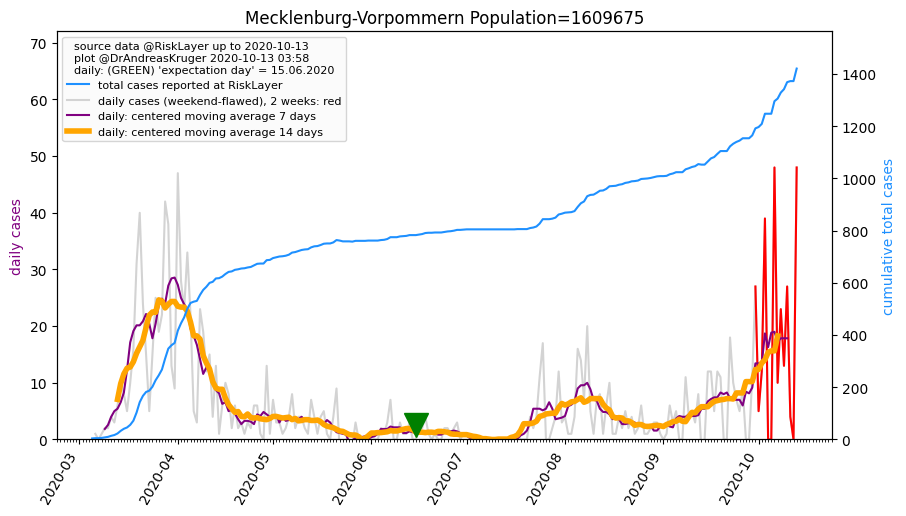 Mecklenburg-Vorpommern Population=1609675
source data @RiskLayer up to 2020-10-13
plot @DrAndreasKruger 2020-10-13 03:58
daily: (GREEN) 'expectation day' = 15.06.2020
total cases reported at RiskLayer
daily cases (weekend-flawed), 2 weeks: red
daily: centered moving average 7 days
daily: centered moving average 14 days
daily cases
70
60
50
40
30
20
10
0
cumulative total cases
1400
1200
1000
800
600
400
200
0
2020-03
2020-04
2020-05
2020-06
2020-07
2020-08
2020-09
2020-10